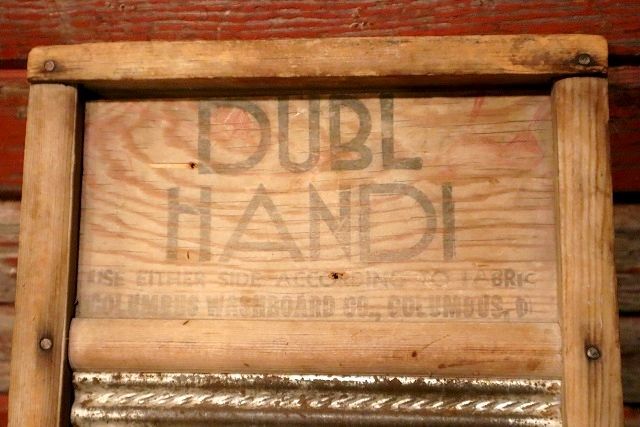 DUBL
HANDI
USE EITHER SIDE ACCORDING TO FABRIC
COLUMBUS WASHBOARD CO., COLUMBUS, O